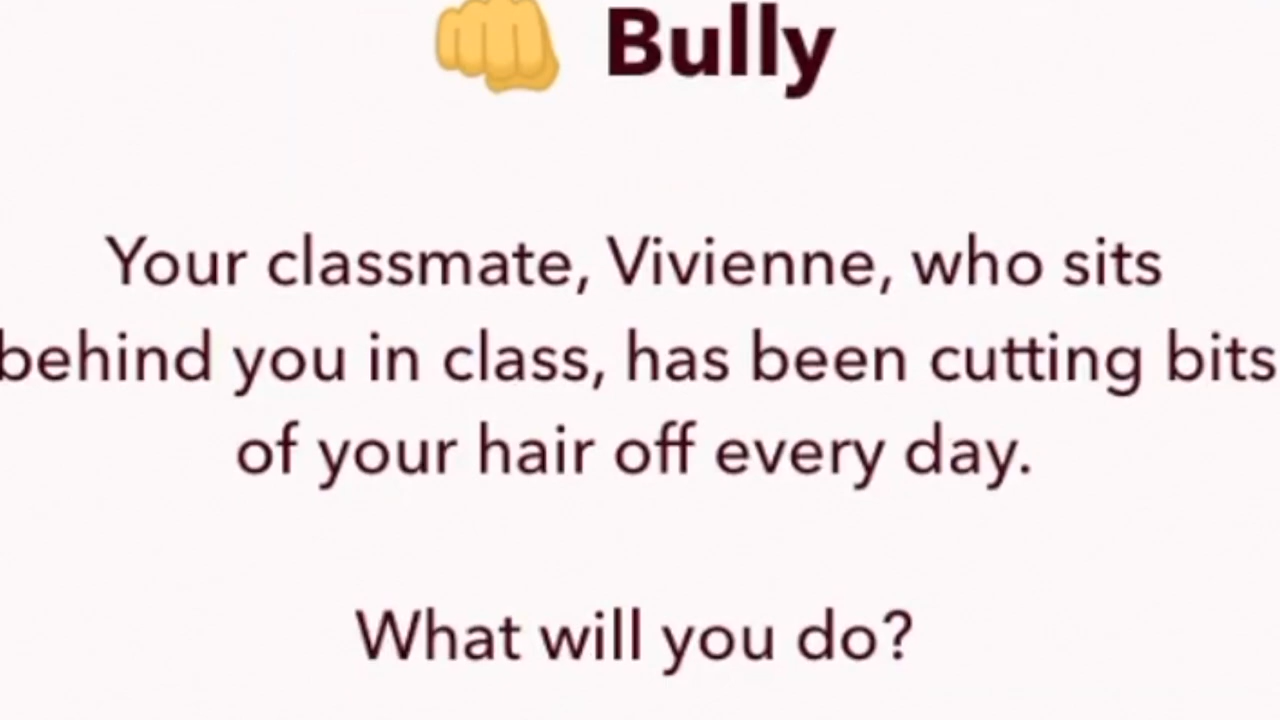 👊 Bully
Your classmate, Vivienne, who sits
behind you in class, has been cutting bits
of your hair off every day.
What will you do?